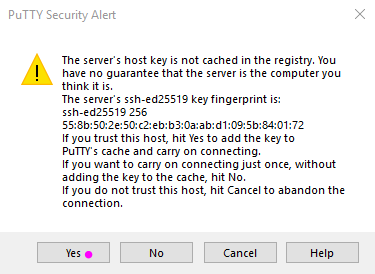 PuTTY Security Alert
The server's host key is not cached in the registry. You
have no guarantee that the server is the computer you
think it is.
The server's ssh-ed25519 key fingerprint is:
ssh-ed25519 256
55:8b:50:2e:50:c2:eb:b3:0a:ab:d1:09:5b:84:01:72
If you trust this host, hit Yes to add the key to
PuTTY's cache and carry on connecting.
If you want to carry on connecting just once, without
adding the key to the cache, hit No.
If you do not trust this host, hit Cancel to abandon the
connection.
Yes No Cancel Help